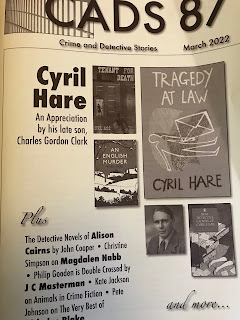 CADS 87
Crime and Detective Stories
March 2022
Cyril
Hare
An Appreciation
by his late son,
Charles Gordon Clark
TENANT FOR
DEATH
AN
ENGLISH
MURDER
TRAGEDY
AT LAW
CYRIL HARE
Plus
The Detective Novels of Alison
Cairns by John Cooper • Christine
Simpson on Magdalen Nabb
• Philip Gooden is Double Crossed by
J C Masterman • Kate Jackson
on Animals in Crime Fiction • Pete
Johnson on The Very Best of
Blake
and more...